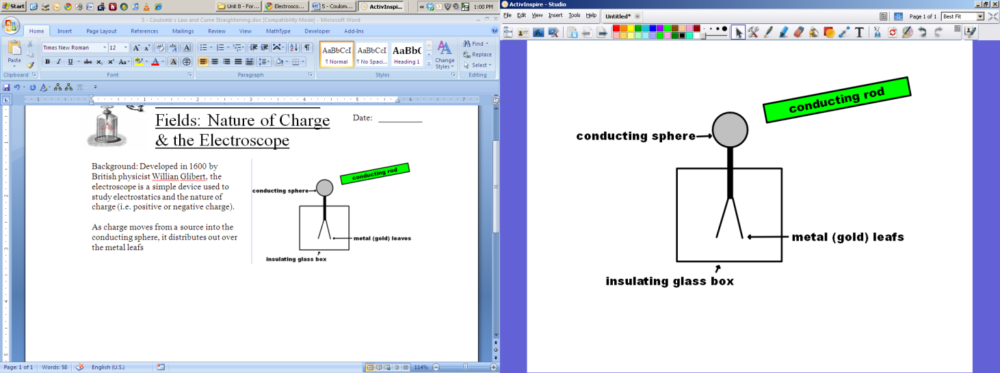 Start
Unit B - For...
Electrosco...
5 - Coulom...
ActivInspi...
1:00 PM
5 - Coulomb's Law and Curve Straightening.doc [Compatibility Mode] - Microsoft Word
Home Insert Page Layout References Mailings Review View MathType Developer Add-Ins
Times New Roman 12
Paste
B I U abc x₂ x² Aa
AaBbCcI AaBbCcI AaBbC
¶ Normal ¶ No Spaci... Heading 1
Change Styles
Find
Replace
Select
Clipboard Font Paragraph Styles Editing
Fields: Nature of Charge
& the Electroscope
Date: __________
Background: Developed in 1600 by
British physicist Willian Glibert, the
electroscope is a simple device used to
study electrostatics and the nature of
charge (i.e. positive or negative charge).
As charge moves from a source into the
conducting sphere, it distributes out over
the metal leafs
conducting rod
conducting sphere
metal (gold) leaves
insulating glass box
Page: 1 of 1 Words: 58 English (U.S.) 114%
ActivInspire - Studio
File Edit View Insert Tools Help Untitled* Page 1 of 1 Best Fit
conducting rod
conducting sphere
metal (gold) leafs
insulating glass box